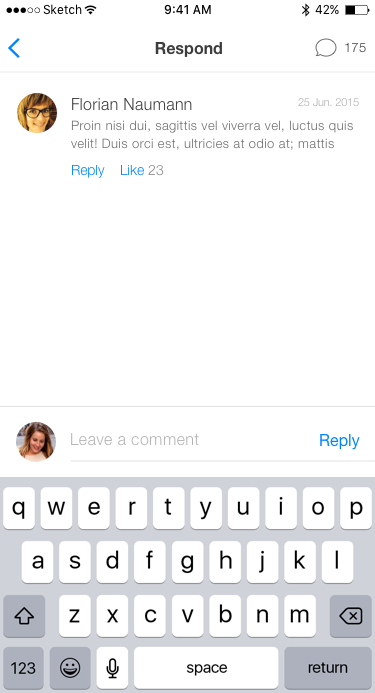 Sketch 9:41 AM 42%
Respond 175
Florian Naumann 25 Jun. 2015
Proin nisi dui, sagittis vel viverra vel, luctus quis
velit! Duis orci est, ultricies at odio at; mattis
Reply Like 23
Leave a comment Reply
q w e r t y u i o p
a s d f g h j k l
z x c v b n m
123 space return